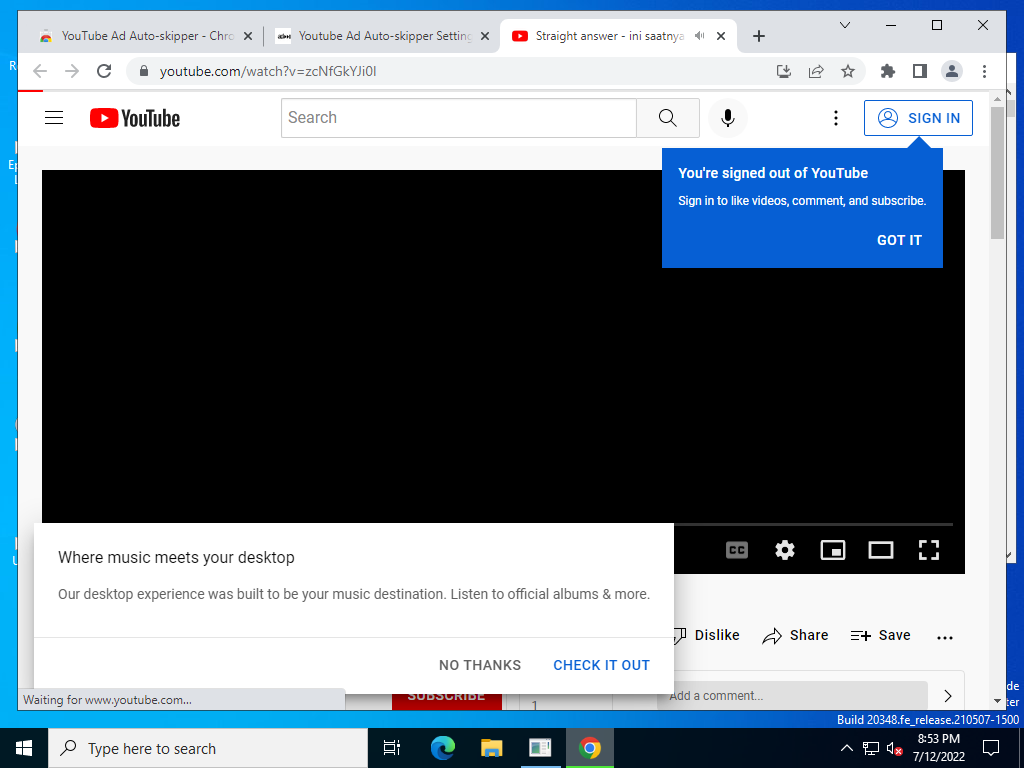 YouTube Ad Auto-skipper - Chro
Youtube Ad Auto-skipper Setting
Straight answer - ini saatnya
youtube.com/watch?v=zcNfGkYJi0I
YouTube
Search
SIGN IN
You're signed out of YouTube
Sign in to like videos, comment, and subscribe.
GOT IT
CC
Where music meets your desktop
Our desktop experience was built to be your music destination. Listen to official albums & more.
NO THANKS
CHECK IT OUT
Dislike
Share
Save
SUBSCRIBE
1
Add a comment...
Waiting for www.youtube.com...
Build 20348.fe_release.210507-1500
Type here to search
8:53 PM
7/12/2022